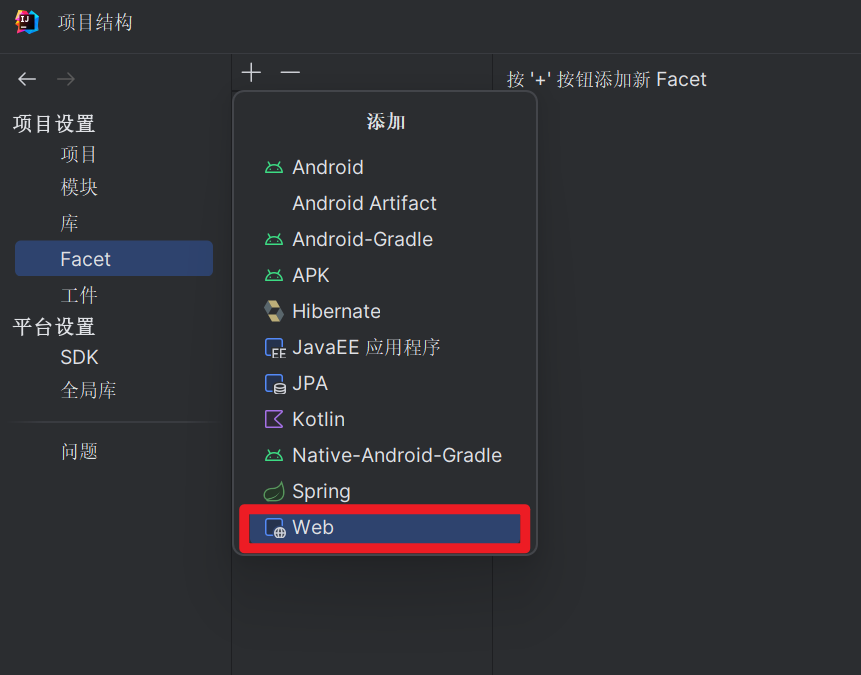 项目结构
项目设置
项目
模块
库
Facet
工件
平台设置
SDK
全局库
问题
添加
Android
Android Artifact
Android-Gradle
APK
Hibernate
JavaEE 应用程序
JPA
Kotlin
Native-Android-Gradle
Spring
Web
按 '+' 按钮添加新 Facet